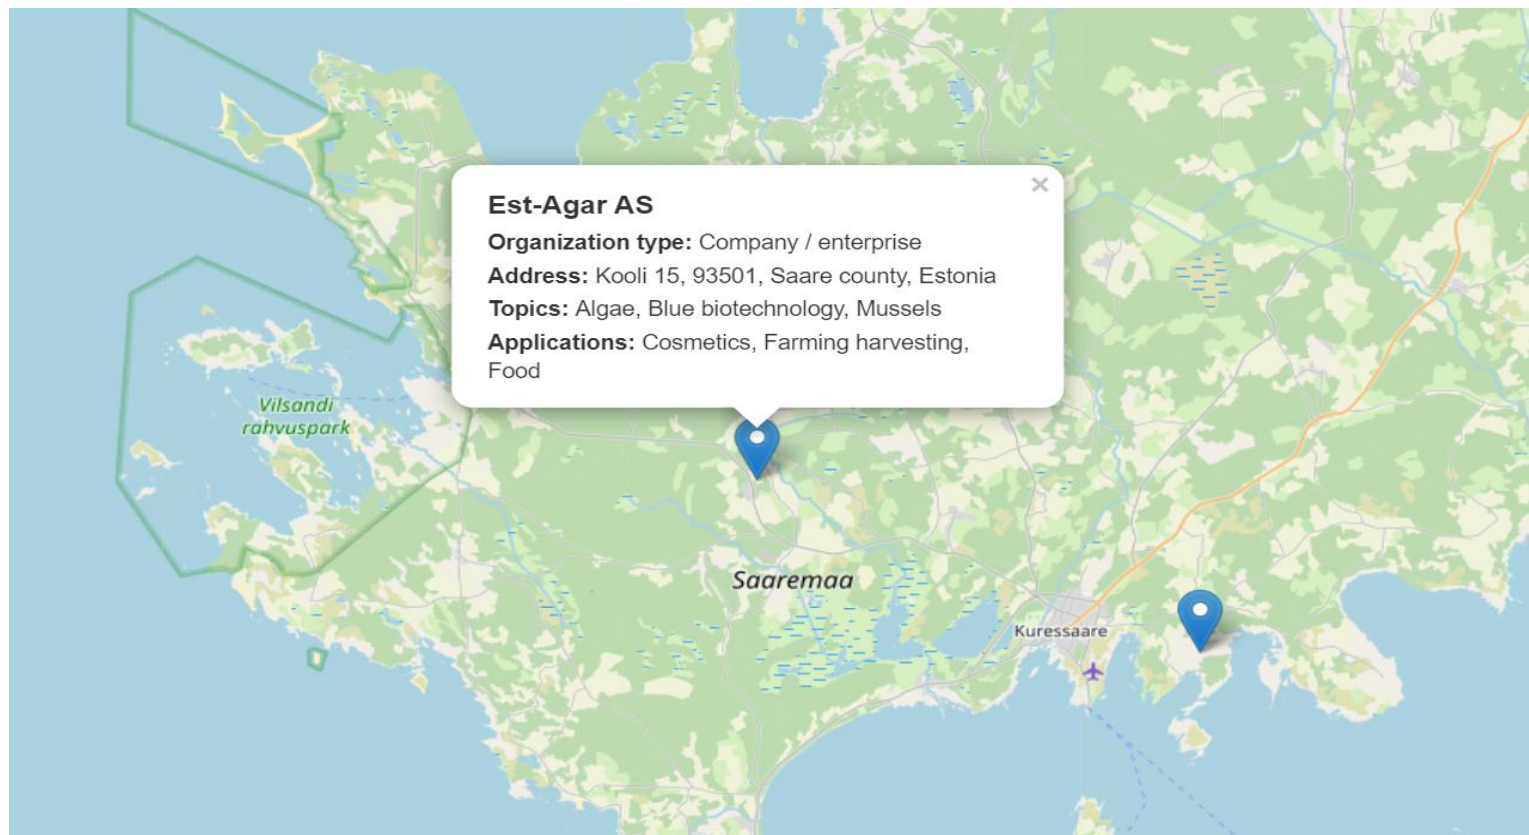 Est-Agar AS
Organization type: Company / enterprise
Address: Kooli 15, 93501, Saare county, Estonia
Topics: Algae, Blue biotechnology, Mussels
Applications: Cosmetics, Farming harvesting,
Food
×
Vilsandi
rahvuspark
Saaremaa
Kuressaare